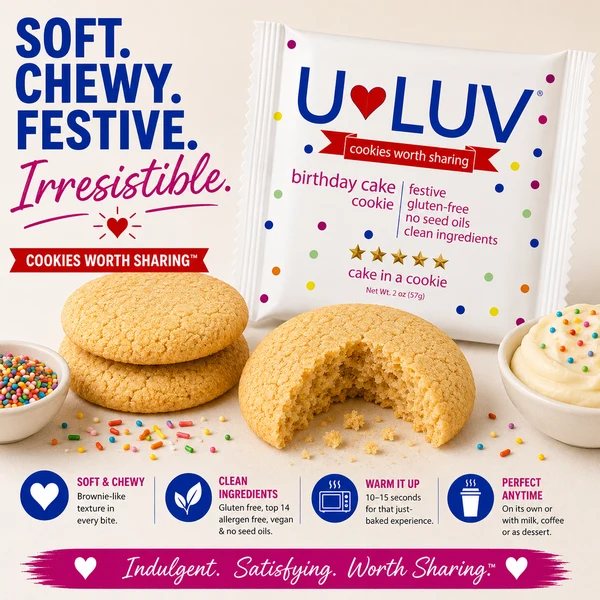 SOFT.
CHEWY.
FESTIVE.
Irresistible.
COOKIES WORTH SHARING™
U♥LUV®
cookies worth sharing
birthday cake
cookie
festive
gluten-free
no seed oils
clean ingredients
cake in a cookie
Net Wt. 2 oz (57g)
SOFT & CHEWY
Brownie-like
texture in
every bite.
CLEAN
INGREDIENTS
Gluten free, top 14
allergen free, vegan
& no seed oils.
WARM IT UP
10–15 seconds
for that just-
baked experience.
PERFECT
ANYTIME
On its own or
with milk, coffee
or as dessert.
Indulgent. Satisfying. Worth Sharing.™